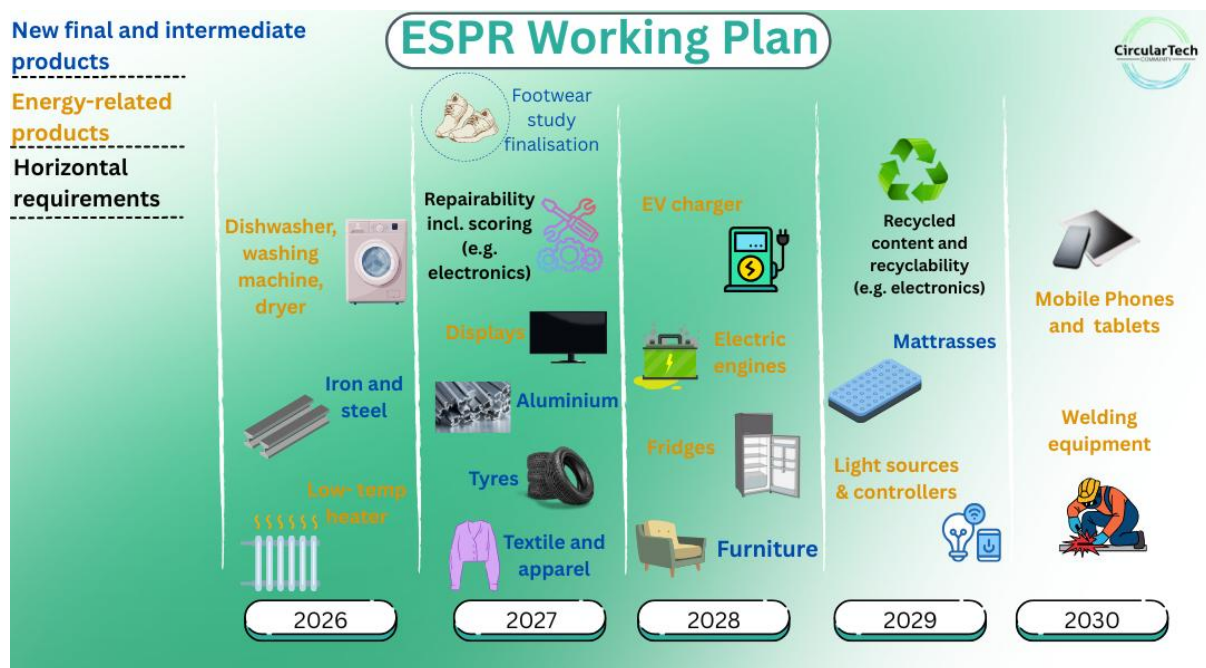 New final and intermediate
products
Energy-related
products
Horizontal
requirements
ESPR Working Plan
CircularTech
COMMUNITY
Dishwasher,
washing
machine,
dryer
Iron and
steel
Low- temp
heater
2026
Footwear
study
finalisation
Repairability
incl. scoring
(e.g.
electronics)
Displays
Aluminium
Tyres
Textile and
apparel
2027
EV charger
Electric
engines
Fridges
Furniture
2028
Recycled
content and
recyclability
(e.g. electronics)
Mattrasses
Light sources
& controllers
2029
Mobile Phones
and tablets
Welding
equipment
2030